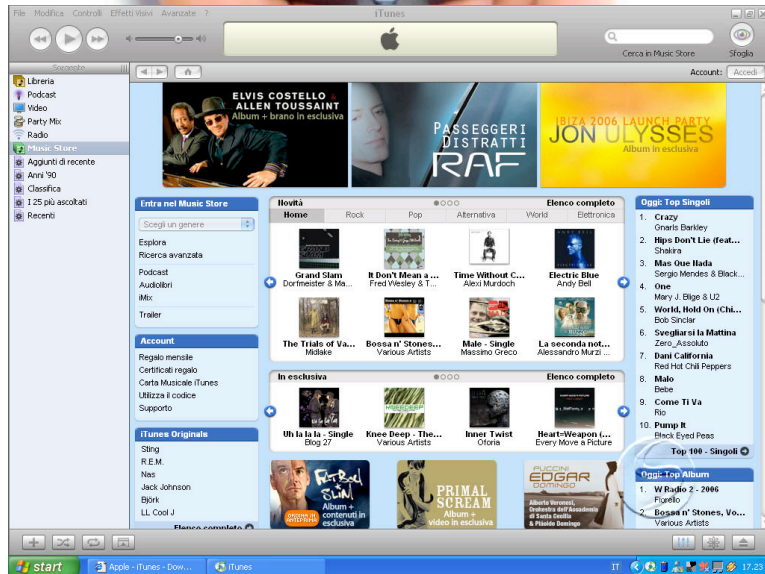 File Modifica Controlli Effetti Visivi Avanzate ?
iTunes
Cerca in Music Store
Sfoglia
Sorgente
Account: Accedi
Libreria
Podcast
Video
Party Mix
Radio
Music Store
Aggiunti di recente
Anni '90
Classifica
I 25 più ascoltati
Recenti
ELVIS COSTELLO &
ALLEN TOUSSAINT
Album + brano in esclusiva
PASSEGGERI
DISTRATTI
RAF
IBIZA 2006 LAUNCH PARTY
JON ULYSSES
Album in esclusiva
Entra nel Music Store
Scegli un genere
Esplora
Ricerca avanzata
Podcast
Audiolibri
iMix
Trailer
Account
Regalo mensile
Certificati regalo
Carta Musicale iTunes
Utilizza il codice
Supporto
iTunes Originals
Sting
R.E.M.
Nas
Jack Johnson
Björk
LL Cool J
Elenco completo
Novità
Elenco completo
Home Rock Pop Alternativa World Elettronica
Grand Slam
Dorfmeister & Ma...
It Don't Mean a ...
Fred Wesley & T...
Time Without C...
Alexi Murdoch
Electric Blue
Andy Bell
The Trials of Va...
Midlake
Bossa n' Stones...
Various Artists
Male - Single
Massimo Greco
La seconda not...
Alessandro Murzi ...
In esclusiva
Elenco completo
Uh la la la - Single
Blog 27
Knee Deep - The...
Various Artists
Inner Twist
Oforia
Heart=Weapon (...
Every Move a Picture
FATBOY
SLIM
ORDINA IN
ANTEPRIMA
Album +
contenuti in
esclusiva
PRIMAL
SCREAM
Album +
video in esclusiva
PUCCINI
EDGAR
DOMINGO
Alberto Veronesi,
Orchestra dell'Accademia
di Santa Cecilia
& Plácido Domingo
Oggi: Top Singoli
1. Crazy
Gnarls Barkley
2. Hips Don't Lie (feat...
Shakira
3. Mas Que Nada
Sergio Mendes & Black...
4. One
Mary J. Blige & U2
5. World, Hold On (Chi...
Bob Sinclar
6. Svegliarsi la Mattina
Zero_Assoluto
7. Dani California
Red Hot Chili Peppers
8. Malo
Bebe
9. Come Ti Va
Rio
10. Pump It
Black Eyed Peas
Top 100 - Singoli
Oggi: Top Album
1. W Radio 2 - 2006
Fiorello
2. Bossa n' Stones, Vo...
Various Artists
start
Apple - iTunes - Dow...
iTunes
IT
17.23